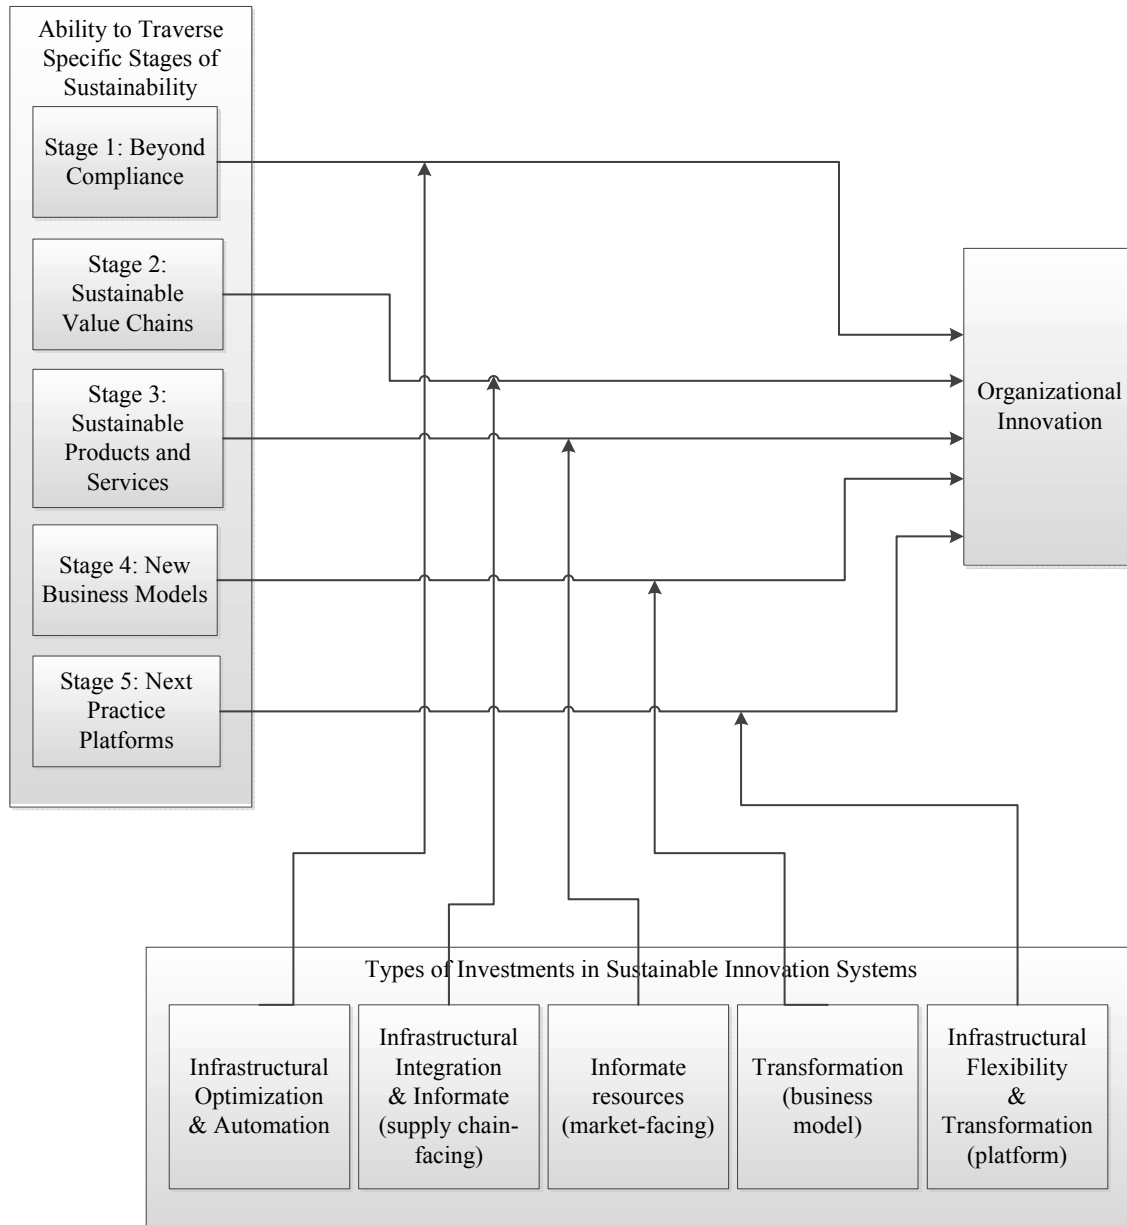 Ability to Traverse
Specific Stages of
Sustainability
Stage 1: Beyond
Compliance
Stage 2:
Sustainable
Value Chains
Stage 3:
Sustainable
Products and
Services
Stage 4: New
Business Models
Stage 5: Next
Practice
Platforms
Organizational
Innovation
Types of Investments in Sustainable Innovation Systems
Infrastructural
Optimization
& Automation
Infrastructural
Integration
& Informate
(supply chain-
facing)
Informate
resources
(market-facing)
Transformation
(business
model)
Infrastructural
Flexibility
&
Transformation
(platform)